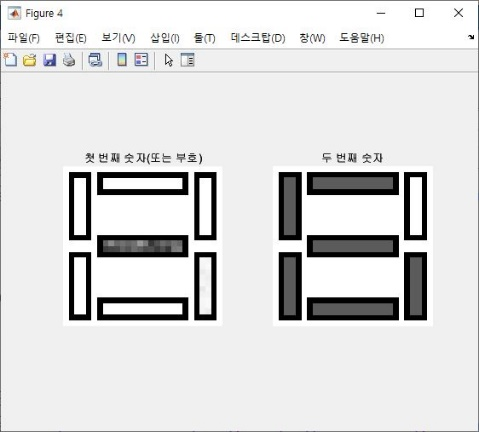 Figure 4
파일(F) 편집(E) 보기(V) 삽입(I) 툴(T) 데스크탑(D) 창(W) 도움말(H)
첫 번째 숫자(또는 부호) 두 번째 숫자